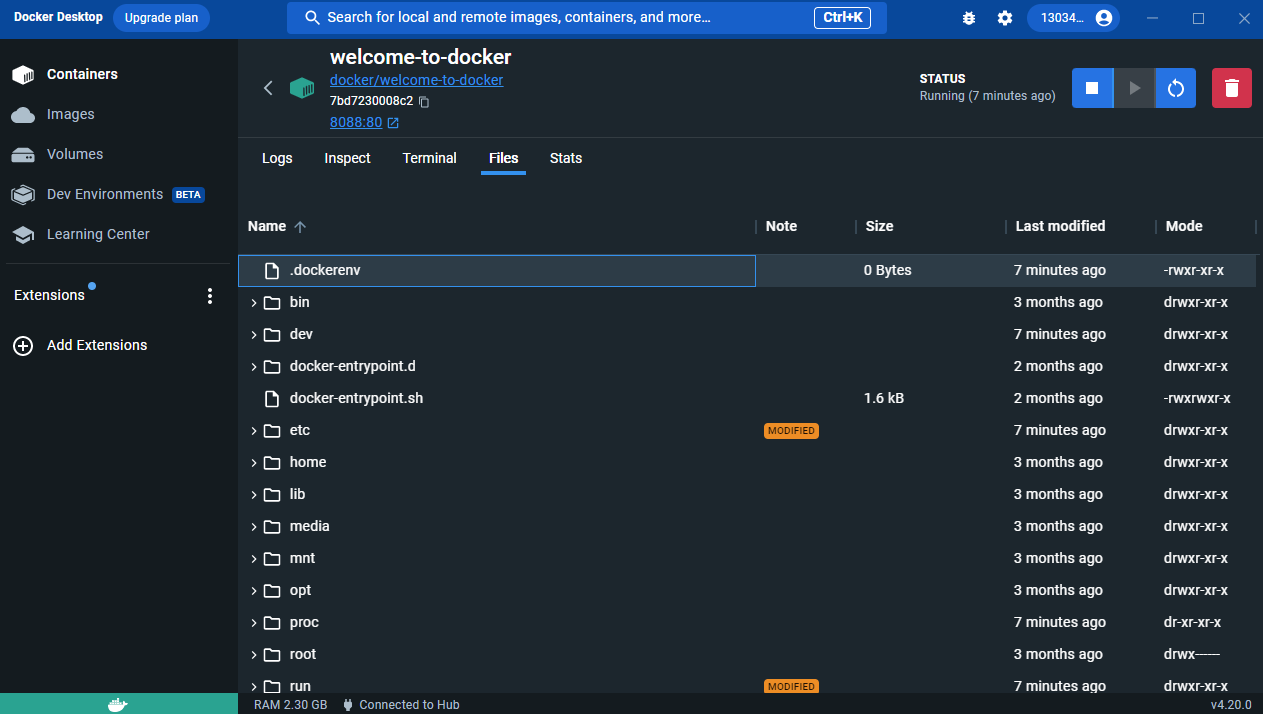 Docker Desktop Upgrade plan Search for local and remote images, containers, and more... Ctrl+K 13034...
Containers
Images
Volumes
Dev Environments BETA
Learning Center
Extensions
Add Extensions
welcome-to-docker
docker/welcome-to-docker
7bd7230008c2
8088:80
STATUS
Running (7 minutes ago)
Logs Inspect Terminal Files Stats
Name Note Size Last modified Mode
.dockerenv 0 Bytes 7 minutes ago -rwxr-xr-x
bin 3 months ago drwxr-xr-x
dev 7 minutes ago drwxr-xr-x
docker-entrypoint.d 2 months ago drwxr-xr-x
docker-entrypoint.sh 1.6 kB 2 months ago -rwxrwxr-x
etc MODIFIED 7 minutes ago drwxr-xr-x
home 3 months ago drwxr-xr-x
lib 3 months ago drwxr-xr-x
media 3 months ago drwxr-xr-x
mnt 3 months ago drwxr-xr-x
opt 3 months ago drwxr-xr-x
proc 7 minutes ago dr-xr-xr-x
root 3 months ago drwx------
run MODIFIED 7 minutes ago drwxr-xr-x
RAM 2.30 GB Connected to Hub v4.20.0